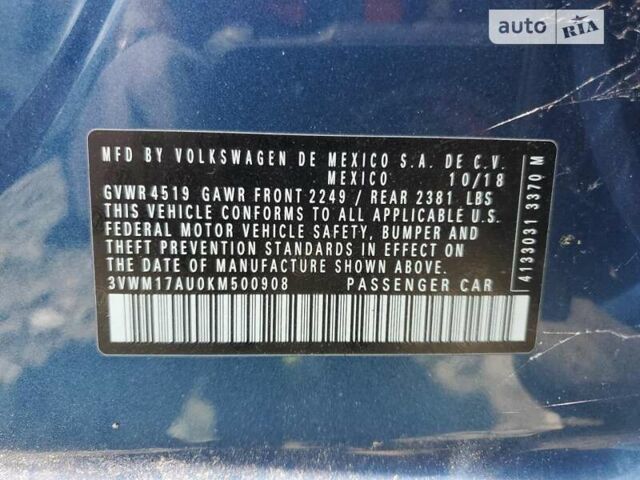 auto RIA
MFD BY VOLKSWAGEN DE MEXICO S.A. DE C.V.
MEXICO 10/18
GVWR 4519 GAWR FRONT 2249 / REAR 2381 LBS
THIS VEHICLE CONFORMS TO ALL APPLICABLE U.S.
FEDERAL MOTOR VEHICLE SAFETY, BUMPER AND
THEFT PREVENTION STANDARDS IN EFFECT ON
THE DATE OF MANUFACTURE SHOWN ABOVE.
3VWM17AU0KM500908 PASSENGER CAR
4133031 3370 M